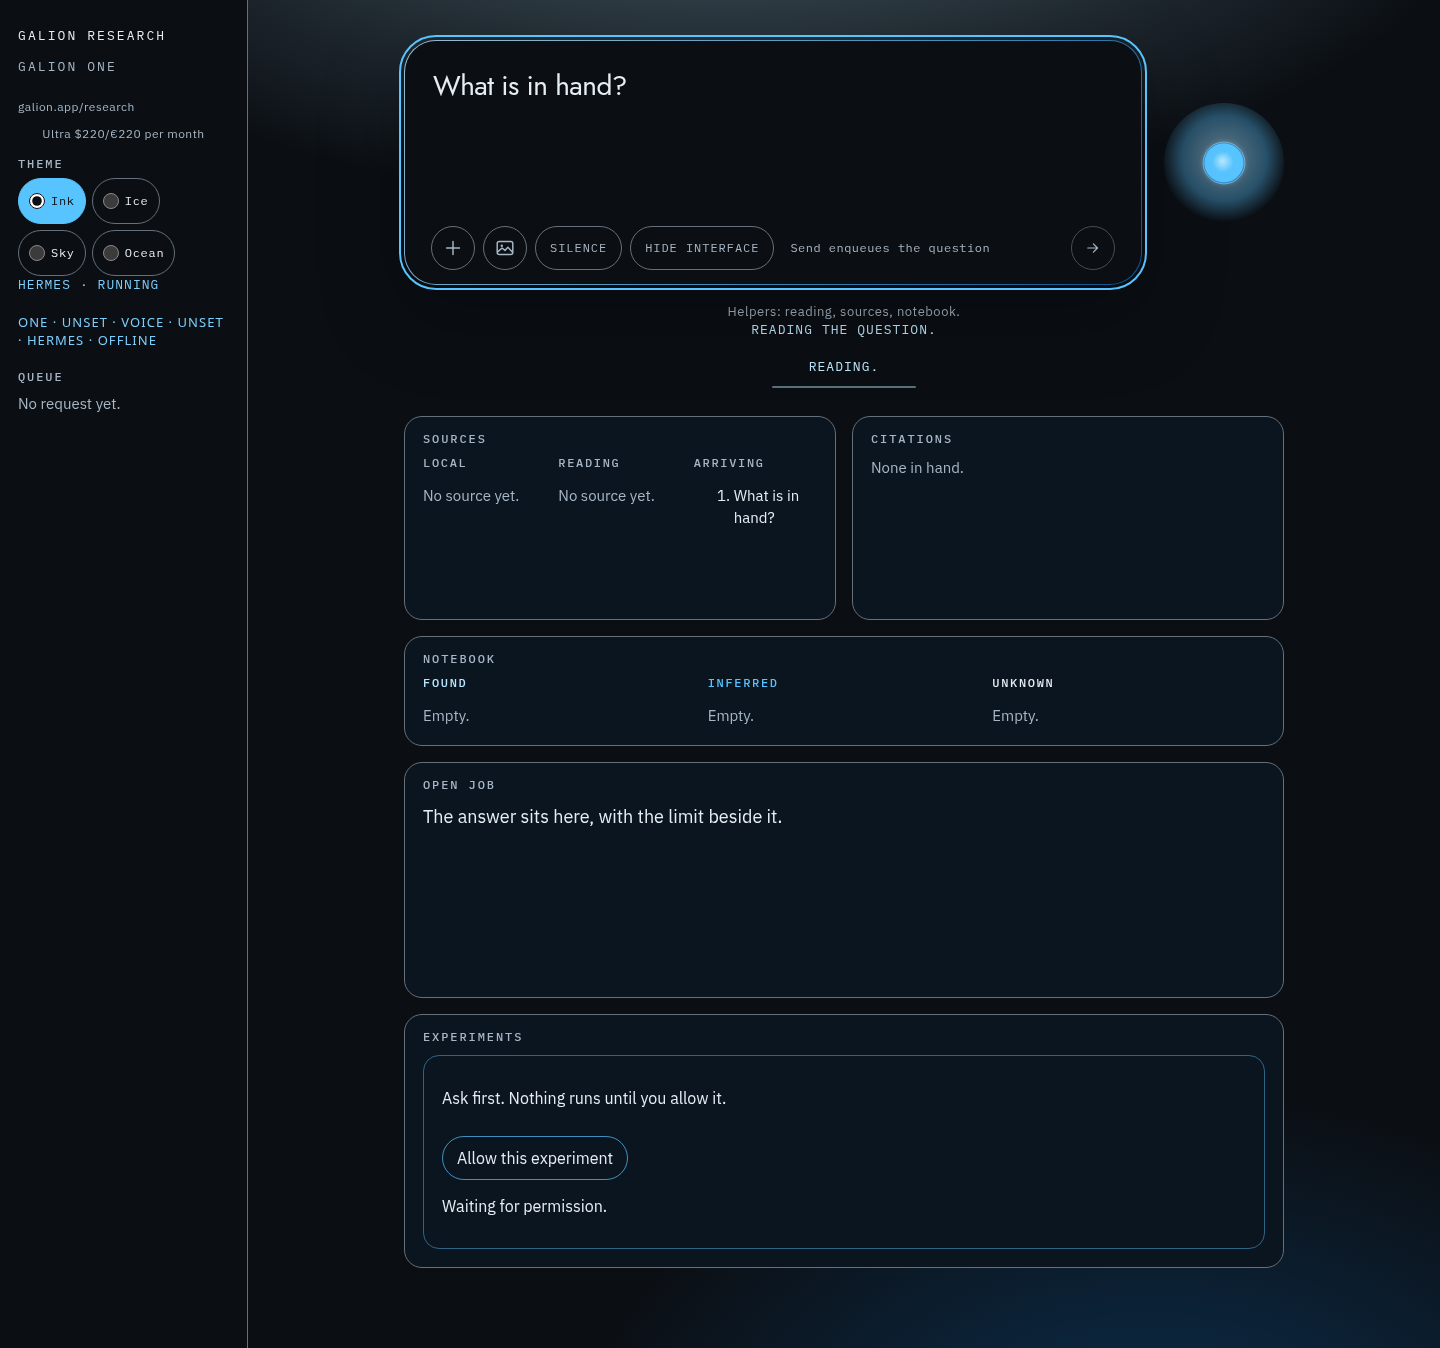 GALION RESEARCH
GALION ONE
galion.app/research
Ultra $220/€220 per month
THEME
Ink
Ice
Sky
Ocean
HERMES · RUNNING
ONE · UNSET · VOICE · UNSET
· HERMES · OFFLINE
QUEUE
No request yet.
What is in hand?
SILENCE
HIDE INTERFACE
Send enqueues the question
Helpers: reading, sources, notebook.
READING THE QUESTION.
READING.
SOURCES
LOCAL
No source yet.
READING
No source yet.
ARRIVING
1. What is in
hand?
CITATIONS
None in hand.
NOTEBOOK
FOUND
Empty.
INFERRED
Empty.
UNKNOWN
Empty.
OPEN JOB
The answer sits here, with the limit beside it.
EXPERIMENTS
Ask first. Nothing runs until you allow it.
Allow this experiment
Waiting for permission.